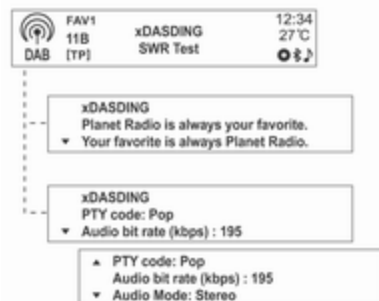 FAV1
12:34
xDASDING
11B
27℃
SWR Test
DAB
[TP]
xDASDING
Planet Radio is always your favorite.
▼ Your favorite is always Planet Radio.
xDASDING
PTY code: Pop
▼ Audio bit rate (kbps) : 195
▲ PTY code: Pop
Audio bit rate (kbps) : 195
▼ Audio Mode: Stereo